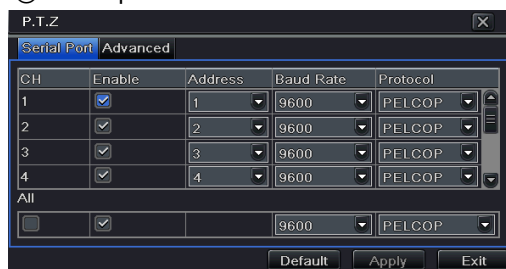 P.T.Z
Serial Port Advanced
CH Enable Address Baud Rate Protocol
1 1 9600 PELCOP
2 2 9600 PELCOP
3 3 9600 PELCOP
4 4 9600 PELCOP
All
9600 PELCOP
Default Apply Exit